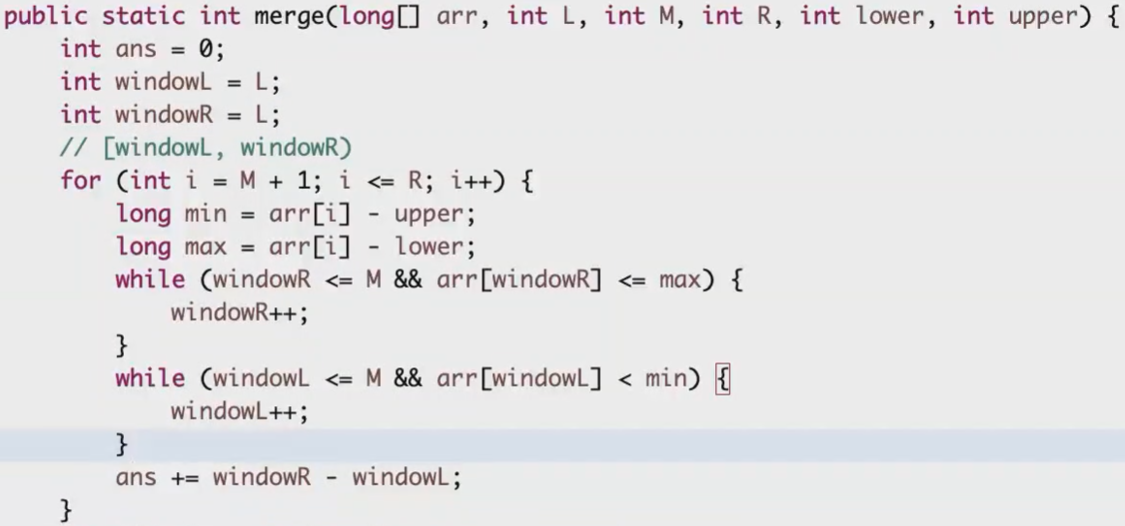 public static int merge(long[] arr, int L, int M, int R, int lower, int upper) {
    int ans = 0;
    int windowL = L;
    int windowR = L;
    // [windowL, windowR)
    for (int i = M + 1; i <= R; i++) {
        long min = arr[i] - upper;
        long max = arr[i] - lower;
        while (windowR <= M && arr[windowR] <= max) {
            windowR++;
        }
        while (windowL <= M && arr[windowL] < min) {
            windowL++;
        }
        ans += windowR - windowL;
    }